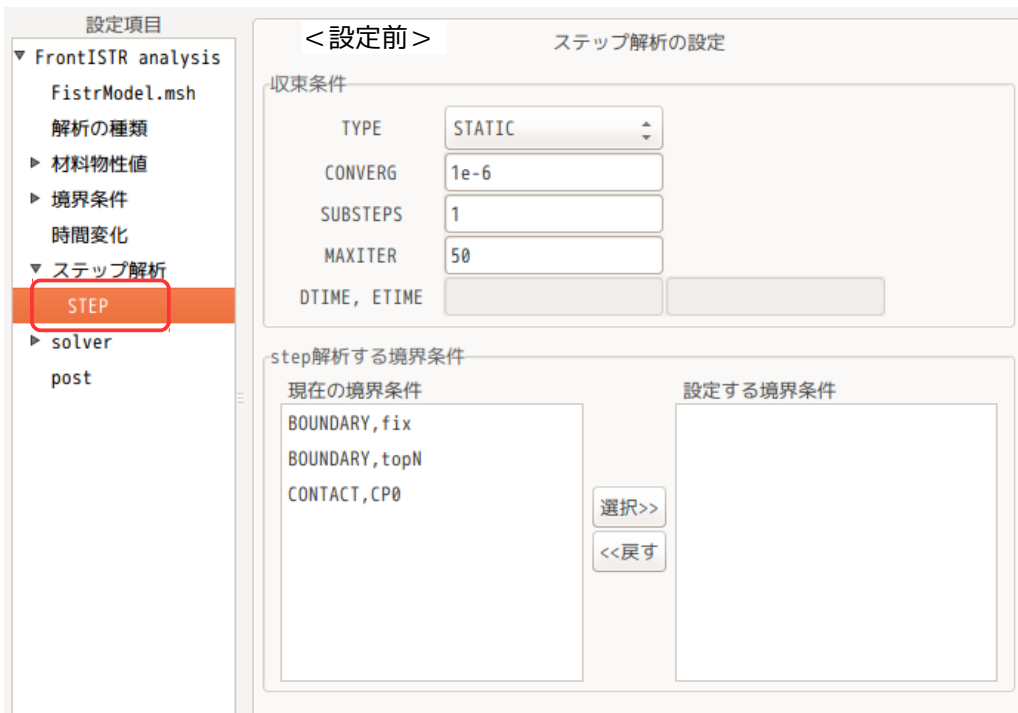 設定項目
FrontISTR analysis
FistrModel.msh
解析の種類
材料物性値
境界条件
時間変化
ステップ解析
STEP
solver
post
＜設定前＞
ステップ解析の設定
収束条件
TYPE STATIC
CONVERG 1e-6
SUBSTEPS 1
MAXITER 50
DTIME, ETIME
step解析する境界条件
現在の境界条件
BOUNDARY,fix
BOUNDARY,topN
CONTACT,CP0
選択>>
<<戻す
設定する境界条件